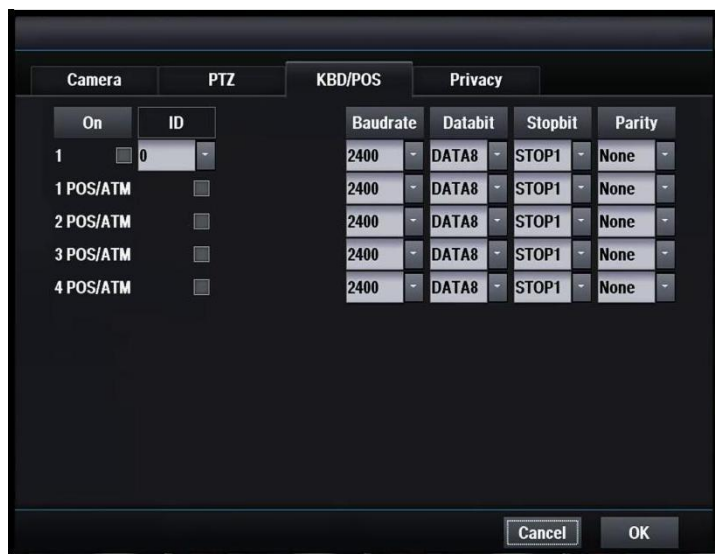 Camera PTZ KBD/POS Privacy
On ID Baudrate Databit Stopbit Parity
1 0 2400 DATA8 STOP1 None
1 POS/ATM 2400 DATA8 STOP1 None
2 POS/ATM 2400 DATA8 STOP1 None
3 POS/ATM 2400 DATA8 STOP1 None
4 POS/ATM 2400 DATA8 STOP1 None
Cancel OK